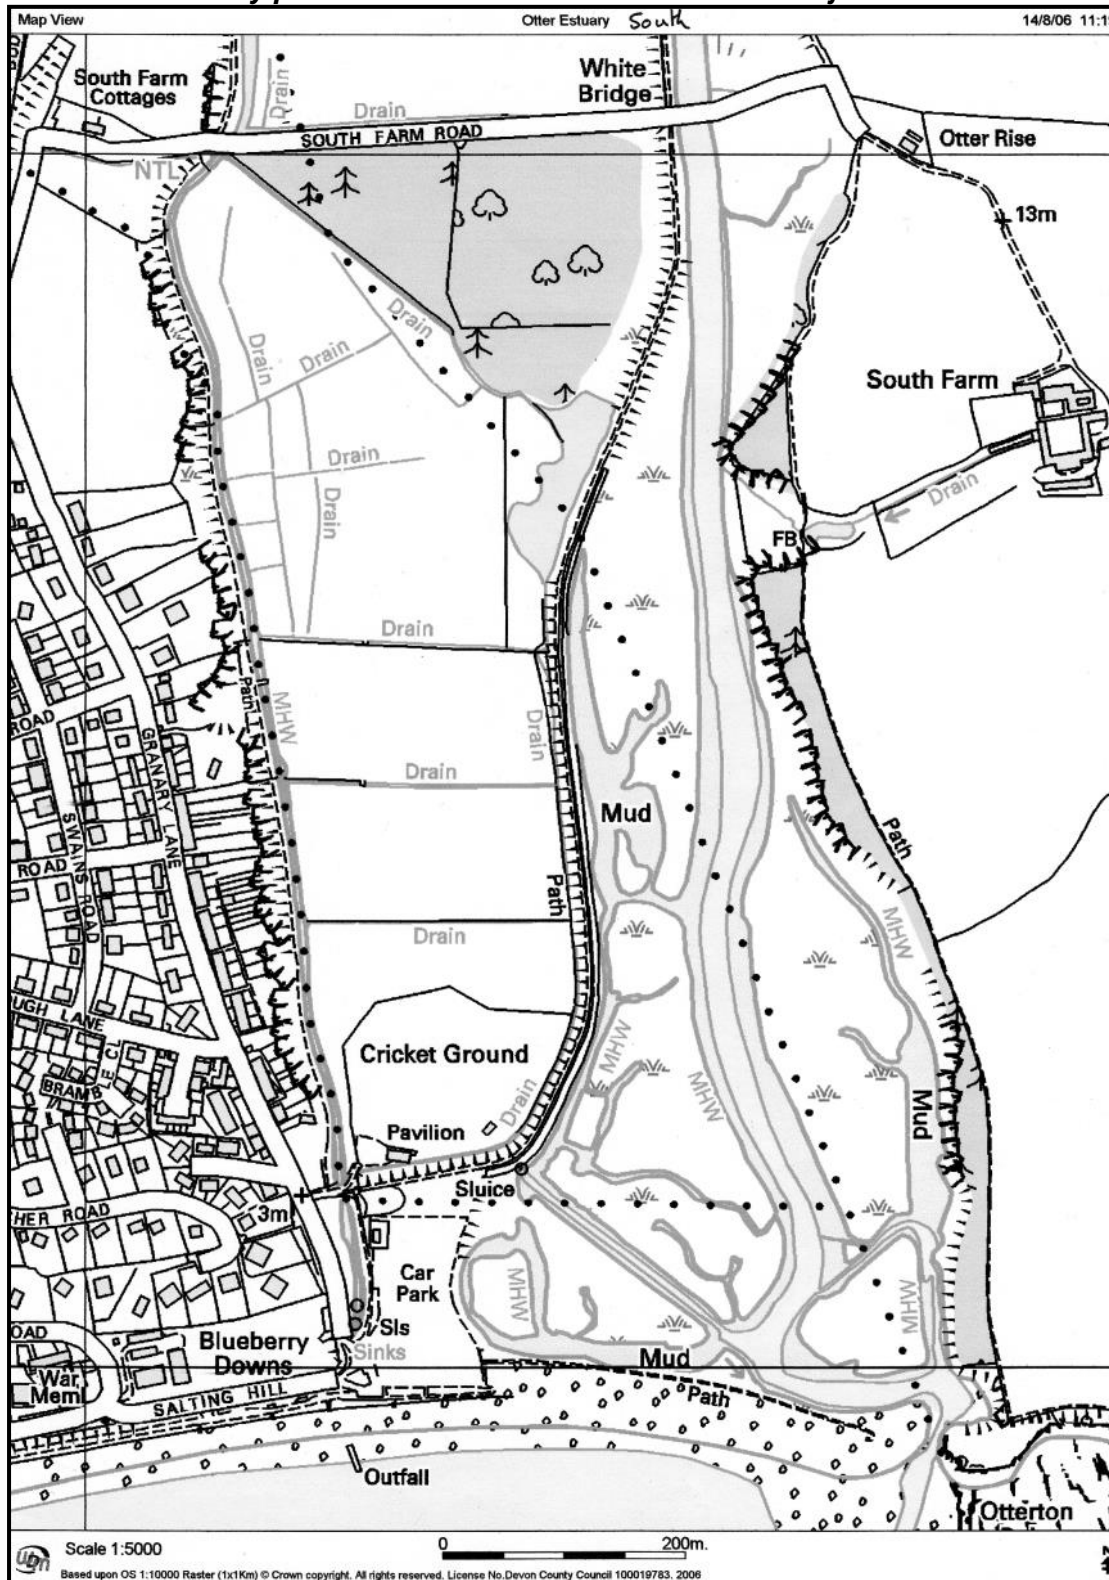 Map View
Otter Estuary South
14/8/06 11:1
South Farm
Cottages
Drain
Drain
White
Bridge
SOUTH FARM ROAD
Otter Rise
NTL
13m
Drain
Drain
Drain
South Farm
Drain
Drain
Drain
FB
Drain
Path
MHW
Drain
ROAD
GRANARY LANE
Drain
SWAINS ROAD
Mud
Path
ROAD
Path
Drain
MHW
UGH LANE
Cricket Ground
MHW
MHW
BRAMB
LE CL
Drain
Mud
Pavilion
Sluice
3m
HER ROAD
Car
Park
MHW
MHW
Sls
Blueberry
Downs
Sinks
OAD
War
Meml
Mud
SALTING HILL
Path
Outfall
Otterton
Scale 1:5000
0
200m.
N
Based upon OS 1:10000 Raster (1x1Km) © Crown copyright. All rights reserved. License No.Devon County Council 100019783, 2006